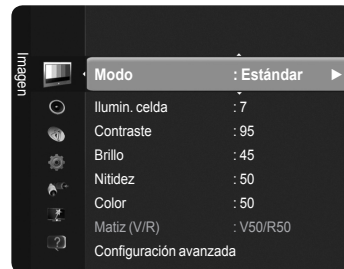 Imagen
Modo : Estándar
Ilumin. celda : 7
Contraste : 95
Brillo : 45
Nitidez : 50
Color : 50
Matiz (V/R) : V50/R50
Configuración avanzada